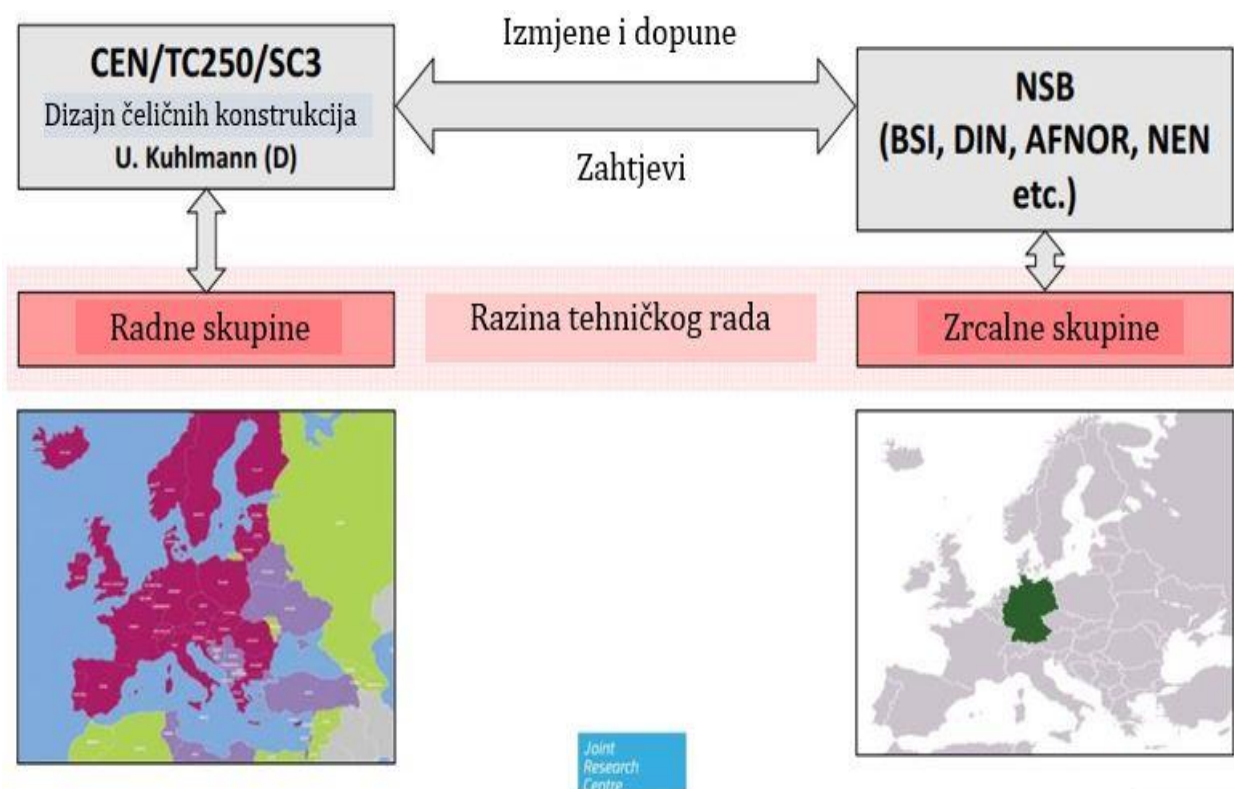 CEN/TC250/SC3
Dizajn čeličnih konstrukcija
U. Kuhlmann (D)
Izmjene i dopune
Zahtjevi
NSB
(BSI, DIN, AFNOR, NEN
etc.)
Radne skupine
Razina tehničkog rada
Zrcalne skupine
Joint
Research
Centre